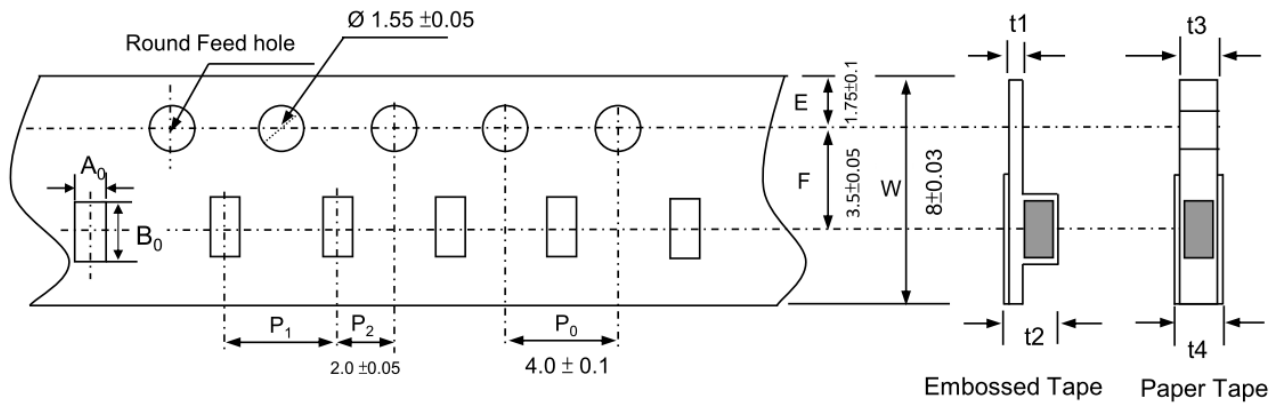 Ø 1.55 ±0.05
Round Feed hole
t1
t3
E
1.75±0.1
A₀
F
3.5±0.05
W
8±0.03
B₀
P₁
P₂
P₀
2.0 ±0.05
4.0 ± 0.1
t2
t4
Embossed Tape
Paper Tape